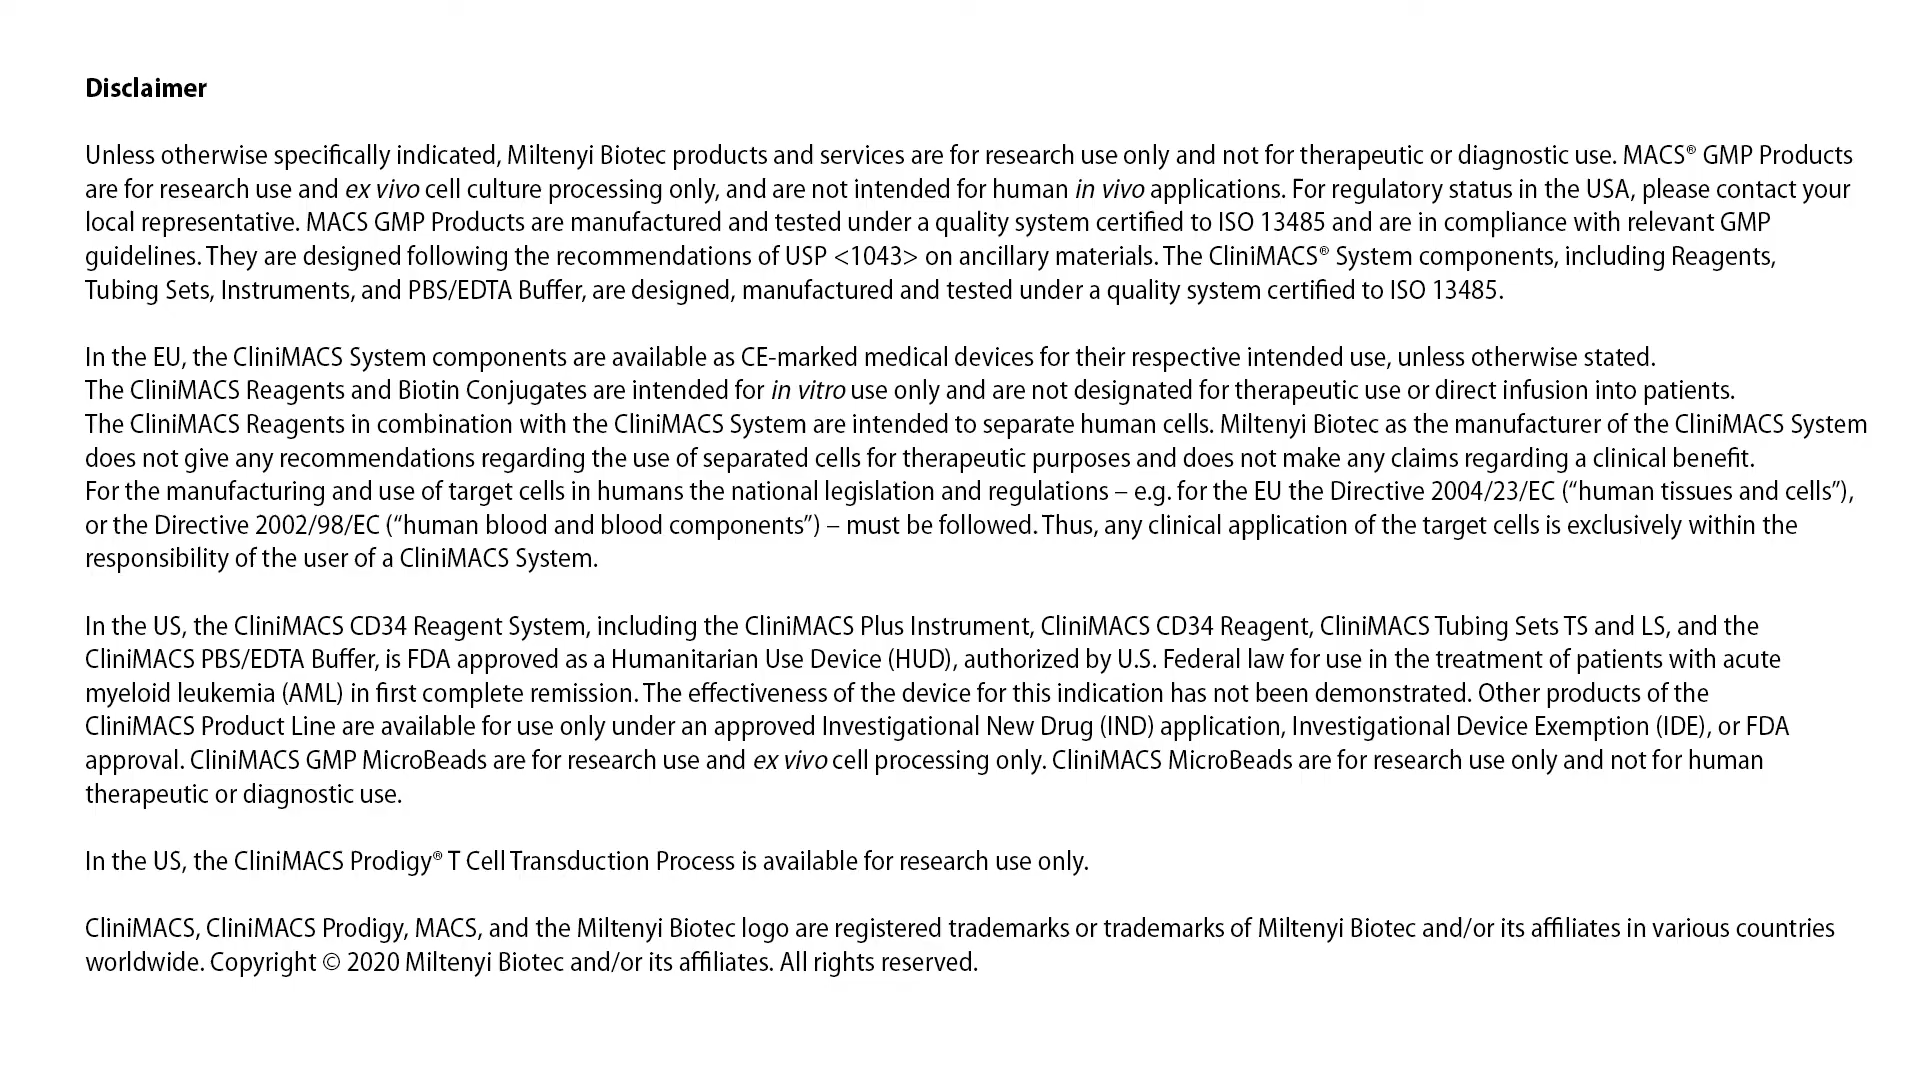 Disclaimer
Unless otherwise specifically indicated, Miltenyi Biotec products and services are for research use only and not for therapeutic or diagnostic use. MACS® GMP Products
are for research use and ex vivo cell culture processing only, and are not intended for human in vivo applications. For regulatory status in the USA, please contact your
local representative. MACS GMP Products are manufactured and tested under a quality system certified to ISO 13485 and are in compliance with relevant GMP
guidelines. They are designed following the recommendations of USP <1043> on ancillary materials. The CliniMACS® System components, including Reagents,
Tubing Sets, Instruments, and PBS/EDTA Buffer, are designed, manufactured and tested under a quality system certified to ISO 13485.
In the EU, the CliniMACS System components are available as CE-marked medical devices for their respective intended use, unless otherwise stated.
The CliniMACS Reagents and Biotin Conjugates are intended for in vitro use only and are not designated for therapeutic use or direct infusion into patients.
The CliniMACS Reagents in combination with the CliniMACS System are intended to separate human cells. Miltenyi Biotec as the manufacturer of the CliniMACS System
does not give any recommendations regarding the use of separated cells for therapeutic purposes and does not make any claims regarding a clinical benefit.
For the manufacturing and use of target cells in humans the national legislation and regulations – e.g. for the EU the Directive 2004/23/EC (“human tissues and cells”),
or the Directive 2002/98/EC (“human blood and blood components”) – must be followed. Thus, any clinical application of the target cells is exclusively within the
responsibility of the user of a CliniMACS System.
In the US, the CliniMACS CD34 Reagent System, including the CliniMACS Plus Instrument, CliniMACS CD34 Reagent, CliniMACS Tubing Sets TS and LS, and the
CliniMACS PBS/EDTA Buffer, is FDA approved as a Humanitarian Use Device (HUD), authorized by U.S. Federal law for use in the treatment of patients with acute
myeloid leukemia (AML) in first complete remission. The effectiveness of the device for this indication has not been demonstrated. Other products of the
CliniMACS Product Line are available for use only under an approved Investigational New Drug (IND) application, Investigational Device Exemption (IDE), or FDA
approval. CliniMACS GMP MicroBeads are for research use and ex vivo cell processing only. CliniMACS MicroBeads are for research use only and not for human
therapeutic or diagnostic use.
In the US, the CliniMACS Prodigy® T Cell Transduction Process is available for research use only.
CliniMACS, CliniMACS Prodigy, MACS, and the Miltenyi Biotec logo are registered trademarks or trademarks of Miltenyi Biotec and/or its affiliates in various countries
worldwide. Copyright © 2020 Miltenyi Biotec and/or its affiliates. All rights reserved.